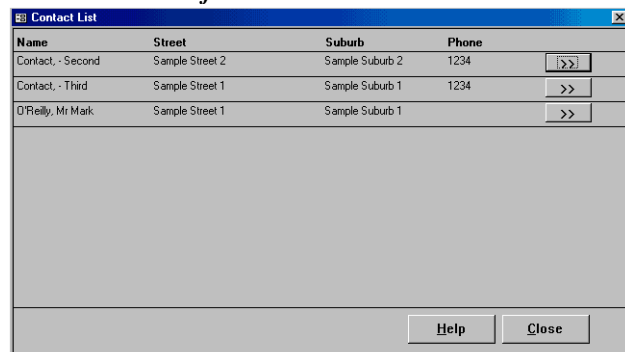 Contact List
Name Street Suburb Phone
Contact, - Second Sample Street 2 Sample Suburb 2 1234 >>
Contact, - Third Sample Street 1 Sample Suburb 1 1234 >>
O'Reilly, Mr Mark Sample Street 1 Sample Suburb 1 >>
Help Close